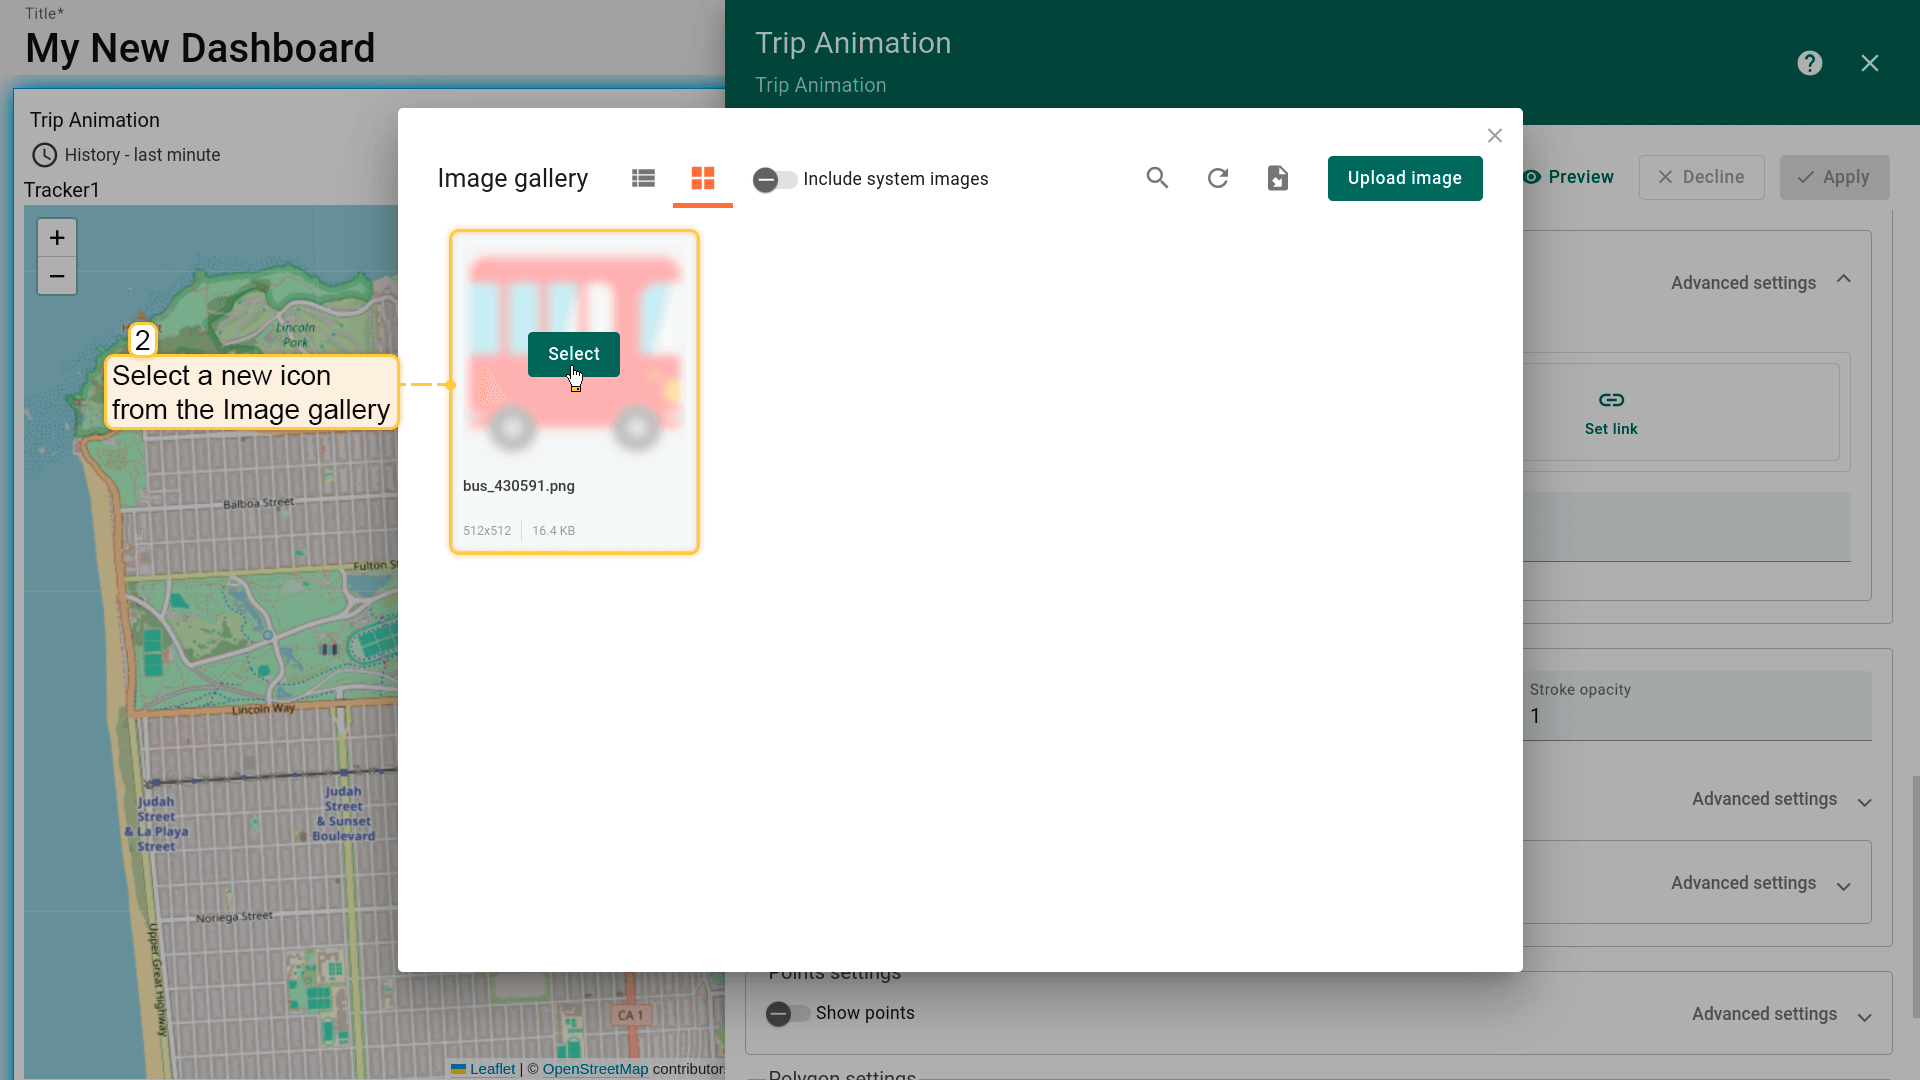 Title*
My New Dashboard
Trip Animation
Trip Animation
Trip Animation
History - last minute
Tracker1
+
−
Lincoln
Park
2
Select a new icon
from the Image gallery
Balboa Street
Fulton S
Lincoln Way
Judah
Street
& La Playa
Street
Judah
Street
& Sunset
Boulevard
Noriega Street
Upper Great Highway
CA 1
Leaflet | © OpenStreetMap contributors
Image gallery
Include system images
Upload image
Select
bus_430591.png
512x512
16.4 KB
Preview
Decline
Apply
Advanced settings
Set link
Stroke opacity
1
Advanced settings
Advanced settings
Points settings
Show points
Advanced settings
Polygon settings